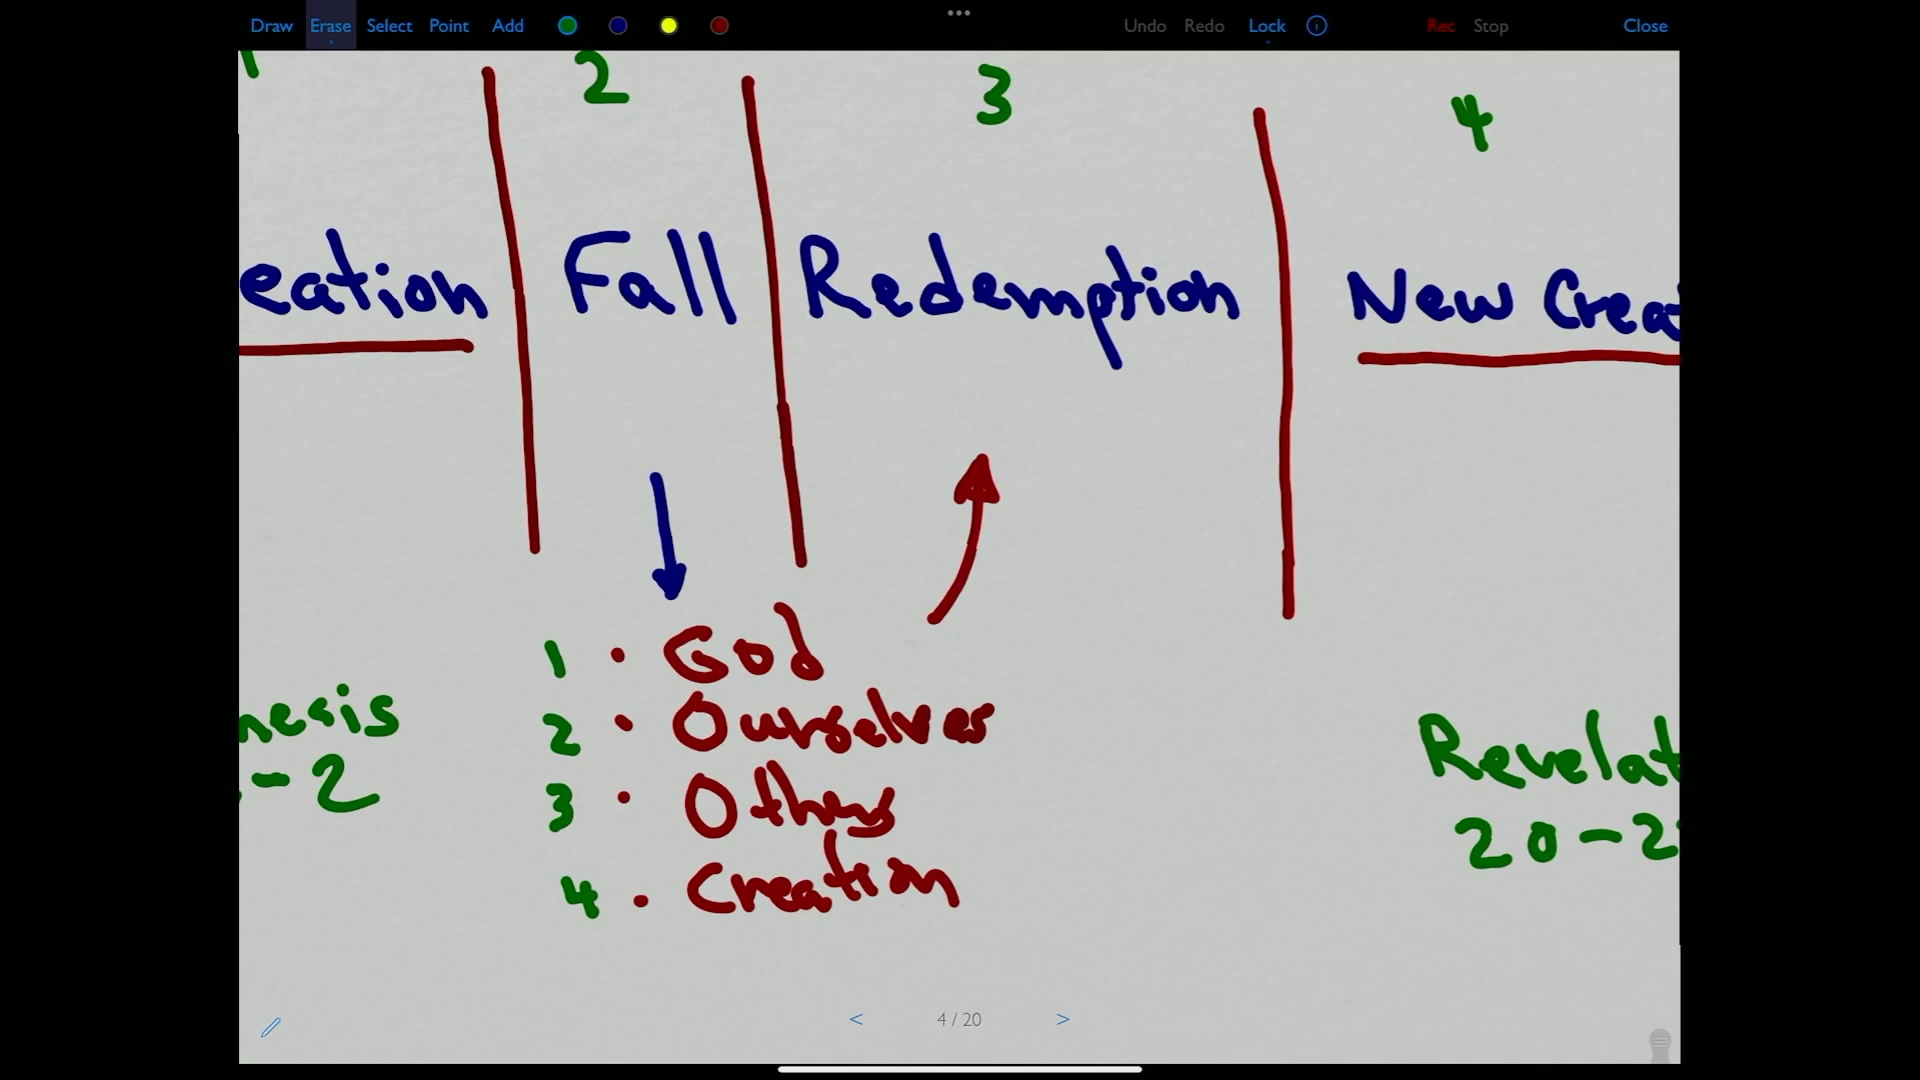 Draw Erase Select Point Add Undo Redo Lock Rec Stop Close
1 2 3 4
eation Fall Redemption New Crea
1 · God
2 · Ourselves
3 · Others
4 · Creation
nesis
- 2
Revelat
20-2
< 4 / 20 >